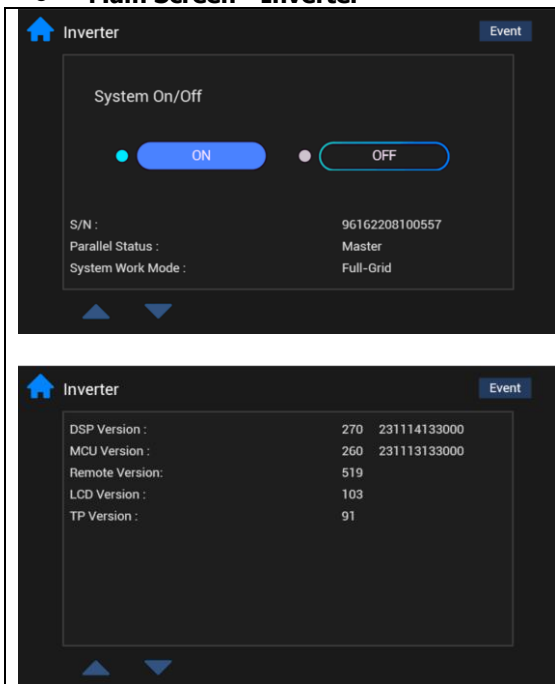 Main Screen - Inverter
Inverter Event
System On/Off
ON OFF
S/N : 96162208100557
Parallel Status : Master
System Work Mode : Full-Grid
Inverter Event
DSP Version : 270 231114133000
MCU Version : 260 231113133000
Remote Version: 519
LCD Version : 103
TP Version : 91